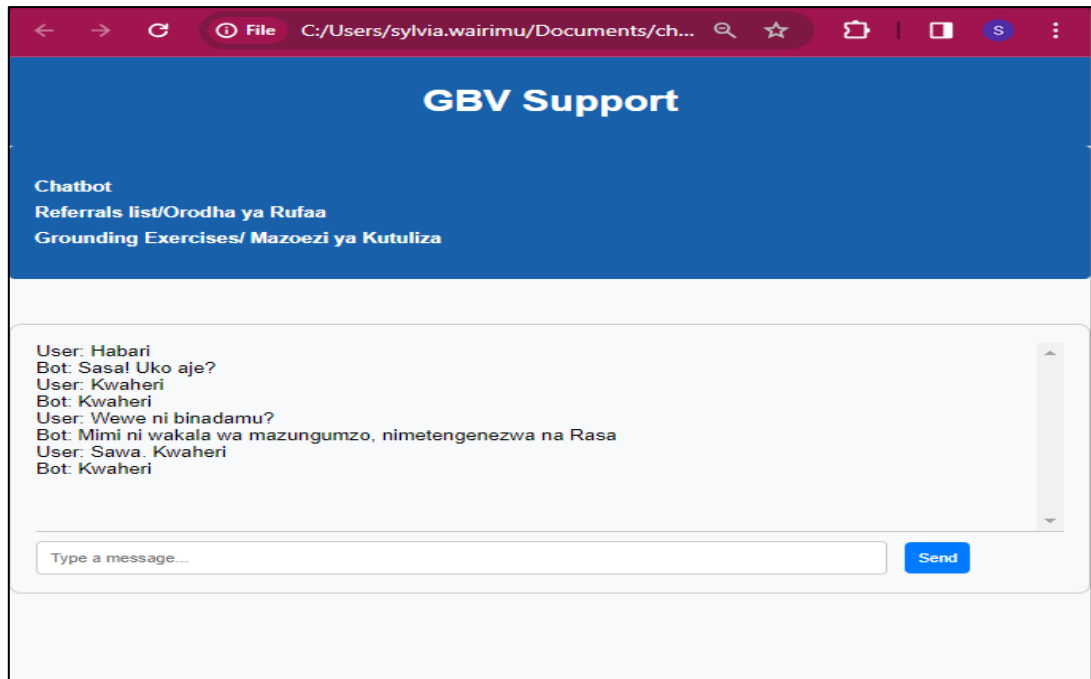 File C:/Users/sylvia.wairimu/Documents/ch... S
GBV Support
Chatbot
Referrals list/Orodha ya Rufaa
Grounding Exercises/ Mazoezi ya Kutuliza
User: Habari
Bot: Sasa! Uko aje?
User: Kwaheri
Bot: Kwaheri
User: Wewe ni binadamu?
Bot: Mimi ni wakala wa mazungumzo, nimetengenezwa na Rasa
User: Sawa. Kwaheri
Bot: Kwaheri
Type a message... Send